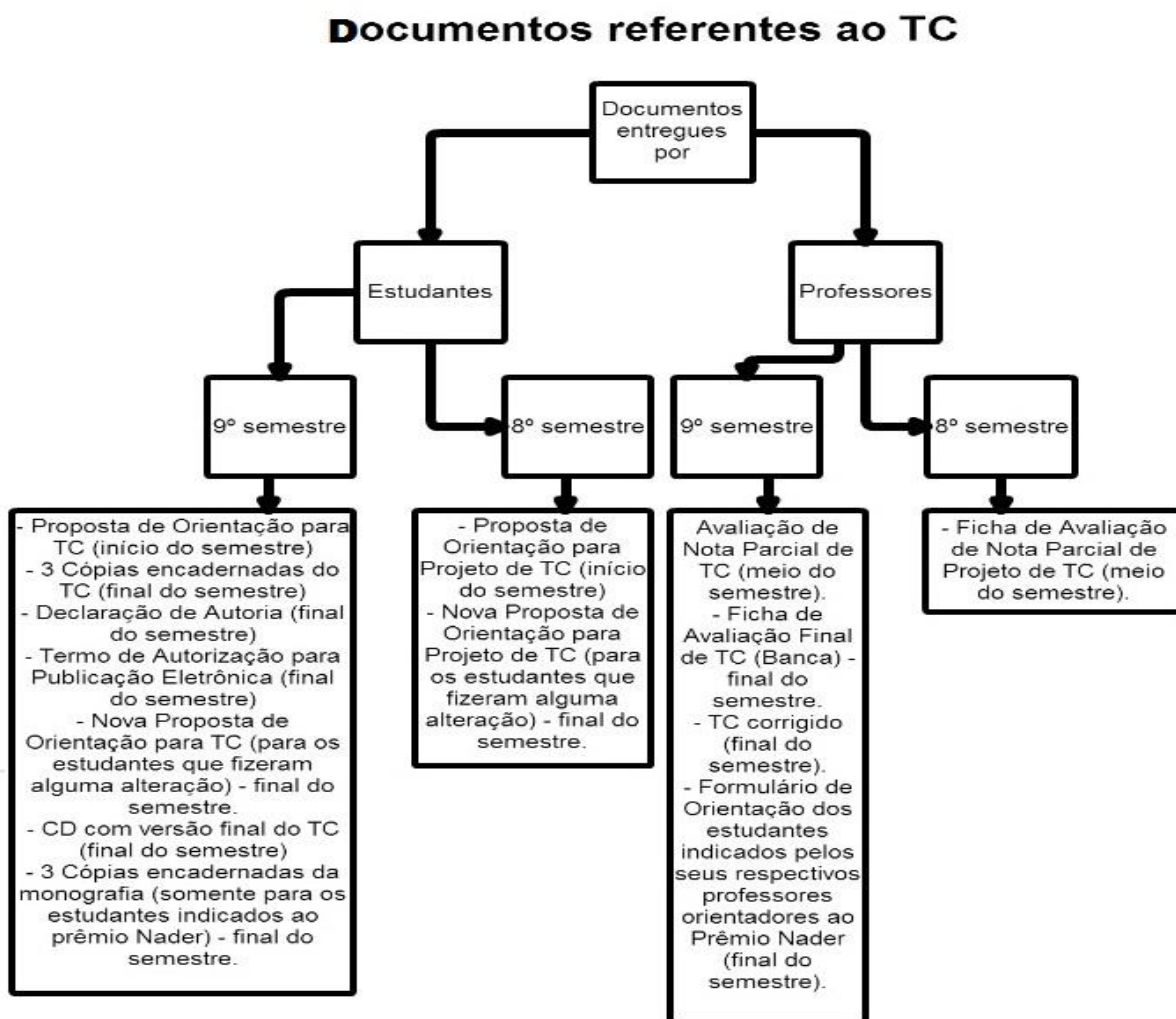 Documentos referentes ao TC
Documentos
entregues
por
Estudantes
Professores
9º semestre
8º semestre
9º semestre
8º semestre
- Proposta de Orientação para
TC (início do semestre)
- 3 Cópias encadernadas do
TC (final do semestre)
- Declaração de Autoria (final
do semestre)
- Termo de Autorização para
Publicação Eletrônica (final
do semestre)
- Nova Proposta de
Orientação para TC (para os
estudantes que fizeram
alguma alteração) - final do
semestre.
- CD com versão final do TC
(final do semestre)
- 3 Cópias encadernadas da
monografia (somente para os
estudantes indicados ao
prêmio Nader) - final do
semestre.
- Proposta de
Orientação para
Projeto de TC (início
do semestre)
- Nova Proposta de
Orientação para
Projeto de TC (para
os estudantes que
fizeram alguma
alteração) - final do
semestre.
Avaliação de
Nota Parcial de
TC (meio do
semestre).
- Ficha de
Avaliação Final
de TC (Banca) -
final do
semestre.
- TC corrigido
(final do
semestre).
- Formulário de
Orientação dos
estudantes
indicados pelos
seus respectivos
professores
orientadores ao
Prêmio Nader
(final do
semestre).
- Ficha de Avaliação
de Nota Parcial de
Projeto de TC (meio
do semestre).